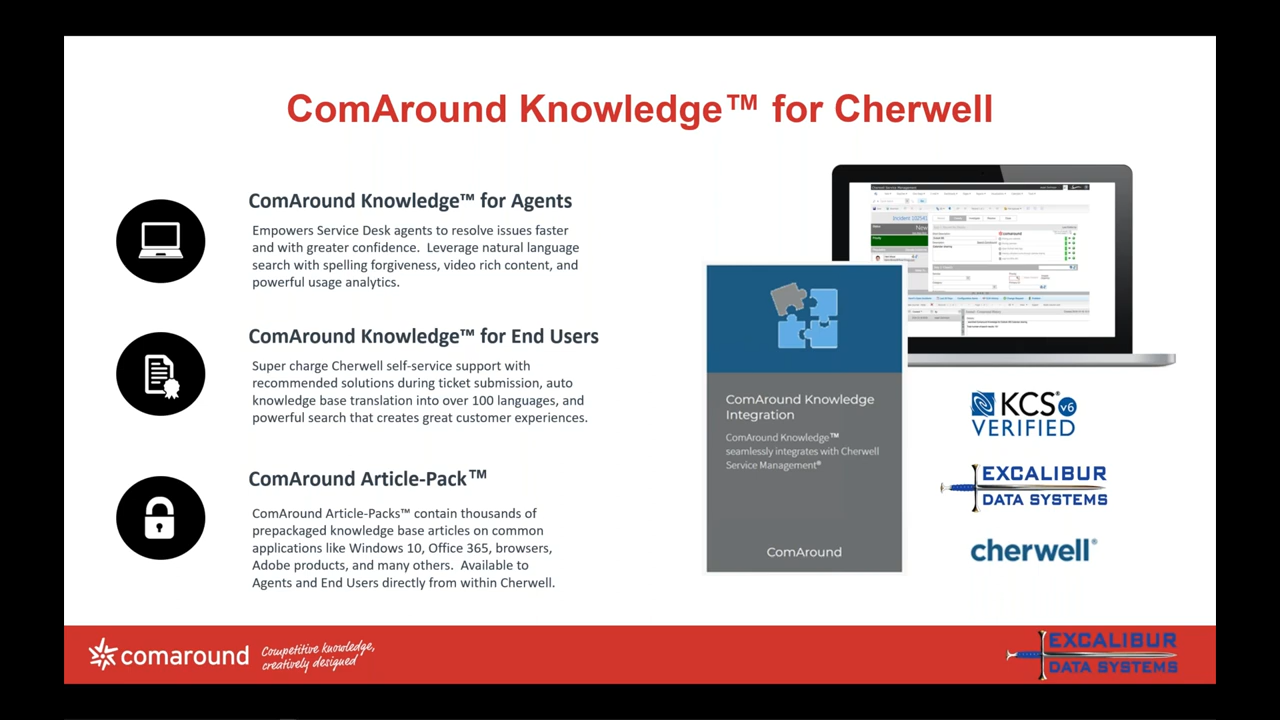 ComAround Knowledge™ for Cherwell
ComAround Knowledge™ for Agents
Empowers Service Desk agents to resolve issues faster
and with greater confidence. Leverage natural language
search with spelling forgiveness, video rich content, and
powerful usage analytics.
ComAround Knowledge™ for End Users
Super charge Cherwell self-service support with
recommended solutions during ticket submission, auto
knowledge base translation into over 100 languages, and
powerful search that creates great customer experiences.
ComAround Article-Pack™
ComAround Article-Packs™ contain thousands of
prepackaged knowledge base articles on common
applications like Windows 10, Office 365, browsers,
Adobe products, and many others. Available to
Agents and End Users directly from within Cherwell.
ComAround Knowledge
Integration
ComAround Knowledge™
seamlessly integrates with Cherwell
Service Management®
ComAround
KCS® v6
VERIFIED
EXCALIBUR
DATA SYSTEMS
cherwell®
comaround
Competitive knowledge,
creatively designed
EXCALIBUR
DATA SYSTEMS